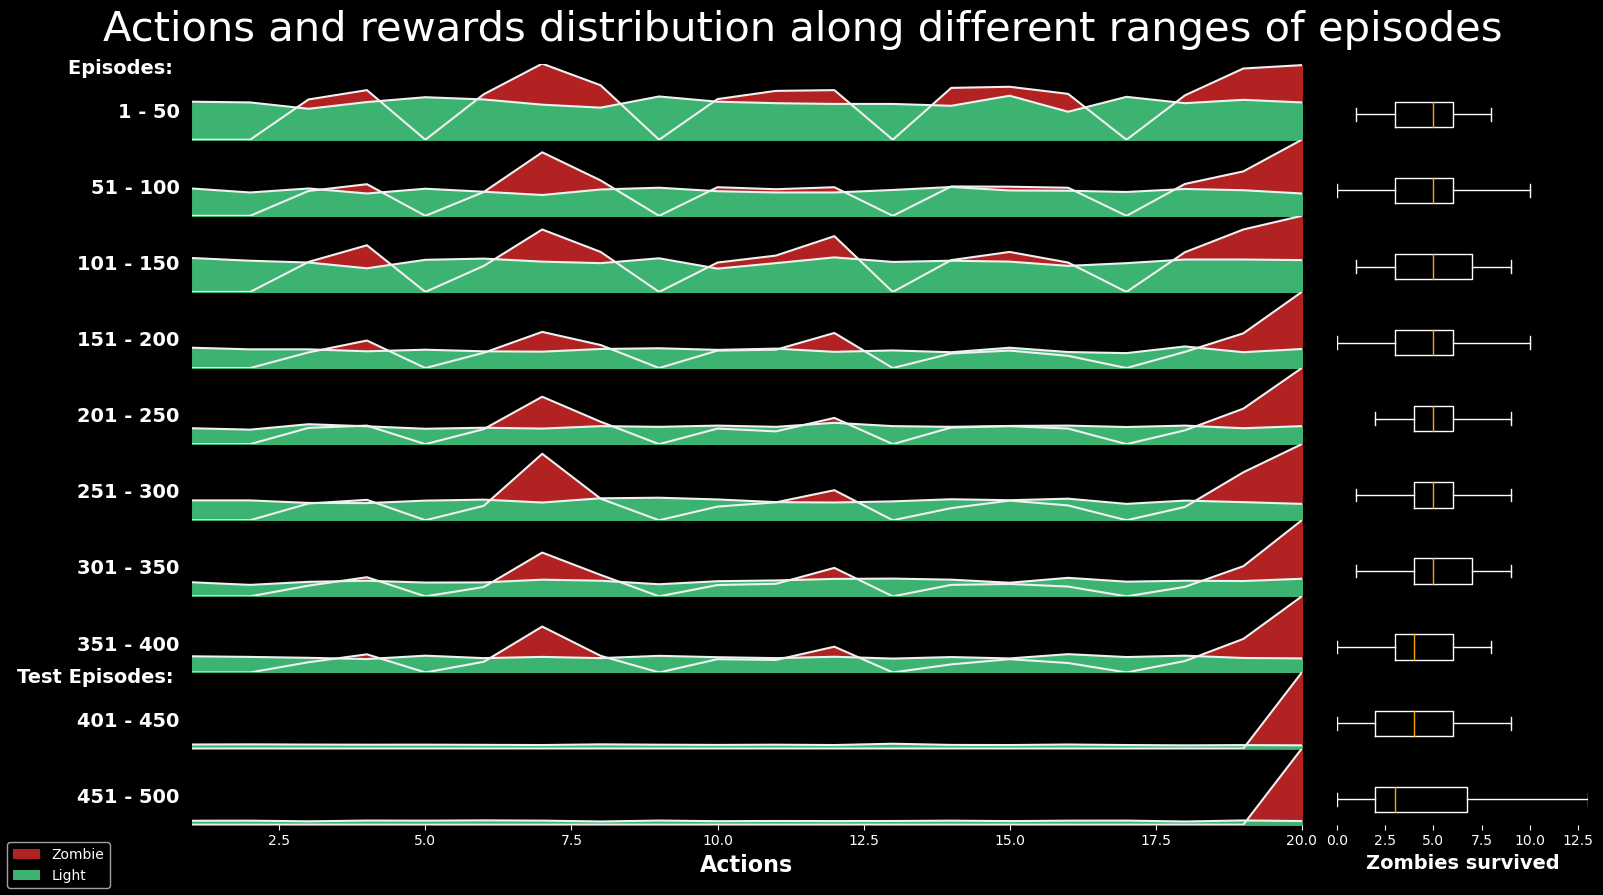 Actions and rewards distribution along different ranges of episodes
Episodes:
1 - 50
51 - 100
101 - 150
151 - 200
201 - 250
251 - 300
301 - 350
351 - 400
Test Episodes:
401 - 450
451 - 500
2.5 5.0 7.5 10.0 12.5 15.0 17.5 20.0 0.0 2.5 5.0 7.5 10.0 12.5
Actions Zombies survived
Zombie
Light